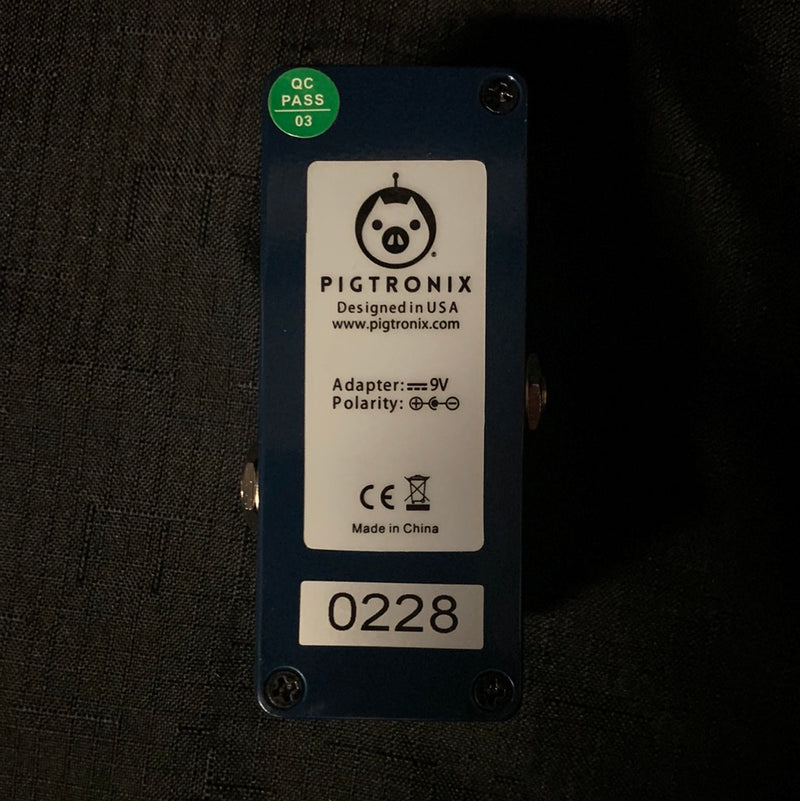 QC
PASS
03
PIGTRONIX
Designed in USA
www.pigtronix.com
Adapter: 9V
Polarity:
CE
Made in China
0228